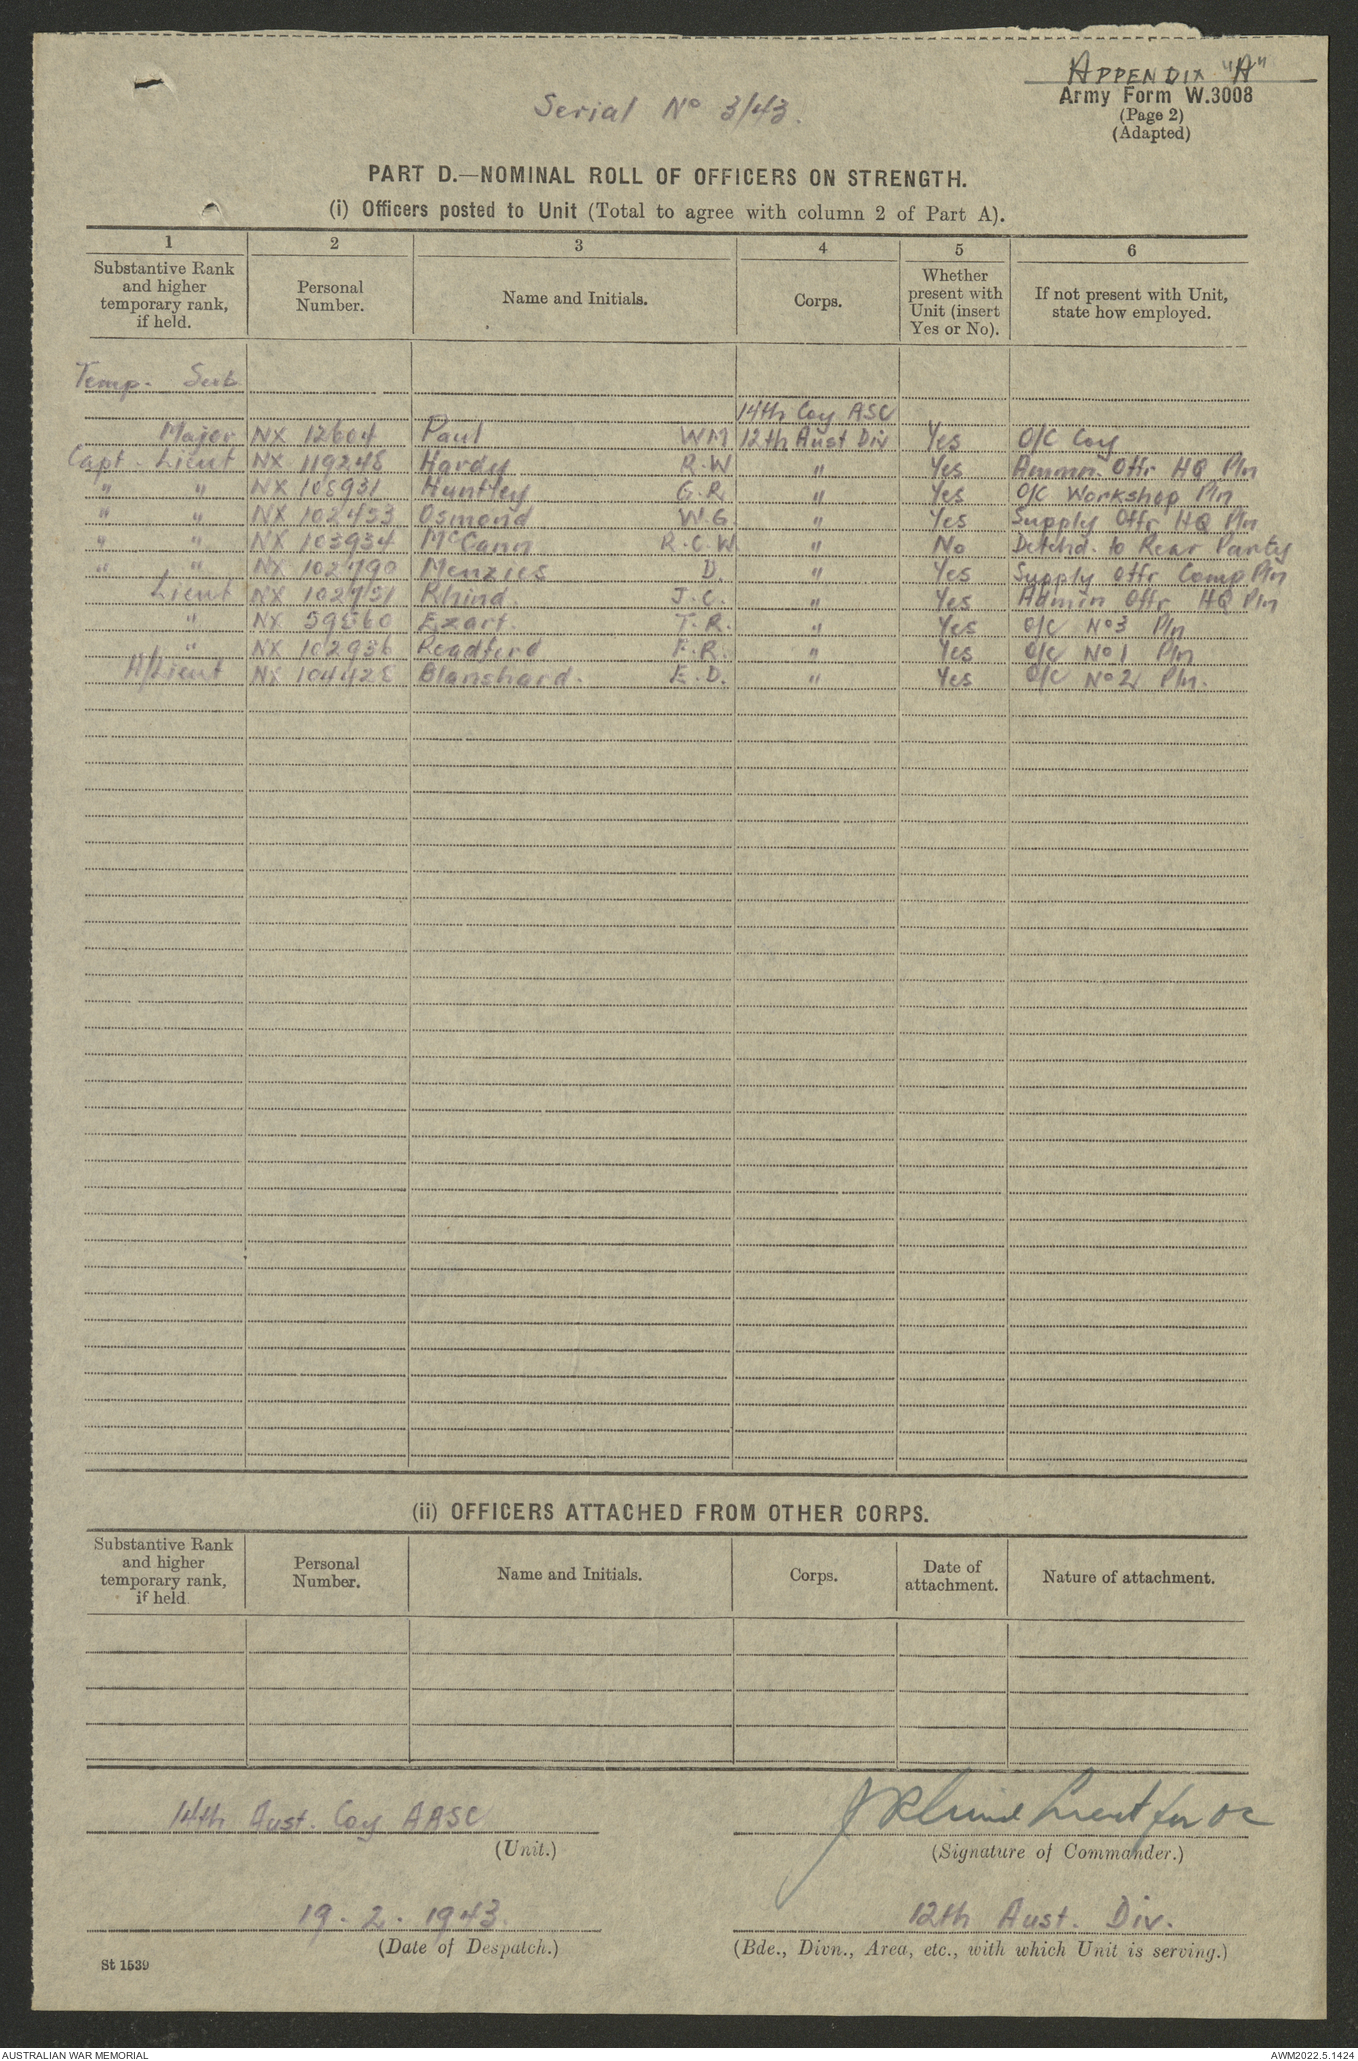 APPENDIX "A"
Army Form W.3008
(Page 2)
(Adapted)
Serial No 3/43.
PART D.—NOMINAL ROLL OF OFFICERS ON STRENGTH.
(i) Officers posted to Unit (Total to agree with column 2 of Part A).
1 2 3 4 5 6
Substantive Rank and higher temporary rank, if held. Personal Number. Name and Initials. Corps. Whether present with Unit (insert Yes or No). If not present with Unit, state how employed.
Temp. Sub
14th Coy ASC
Major NX 12604 Paul WM 12th Aust Div Yes O/C Coy
Capt. Lieut NX 119248 Hardy R.W " Yes Ammn. Offr HQ Pln
" " NX 108931 Huntley G.R " Yes O/C Workshop Pln
" " NX 102453 Osmond W.G. " Yes Supply Offr HQ Pln
" " NX 103934 McCann R.C.W. " No Detchd. to Rear Party
" " NX 102790 Menzies D. " Yes Supply Offr Comp Pln
Lieut NX 102751 Rhind. J.C. " Yes Admin Offr HQ Pln
" NX 59860 Ezart. T.R. " Yes O/C No3 Pln
" NX 102936 Readford F.R. " Yes O/C No1 Pln
A/Lieut NX 104428 Blanshard. E.D. " Yes O/C No2 Pln.
(ii) OFFICERS ATTACHED FROM OTHER CORPS.
Substantive Rank and higher temporary rank, if held. Personal Number. Name and Initials. Corps. Date of attachment. Nature of attachment.
14th Aust. Coy AASC
(Unit.)
J Rhind Lieut for OC
(Signature of Commander.)
19.2.1943.
(Date of Despatch.)
12th Aust. Div.
(Bde., Divn., Area, etc., with which Unit is serving.)
St 1539
AUSTRALIAN WAR MEMORIAL
AWM2022.5.1424